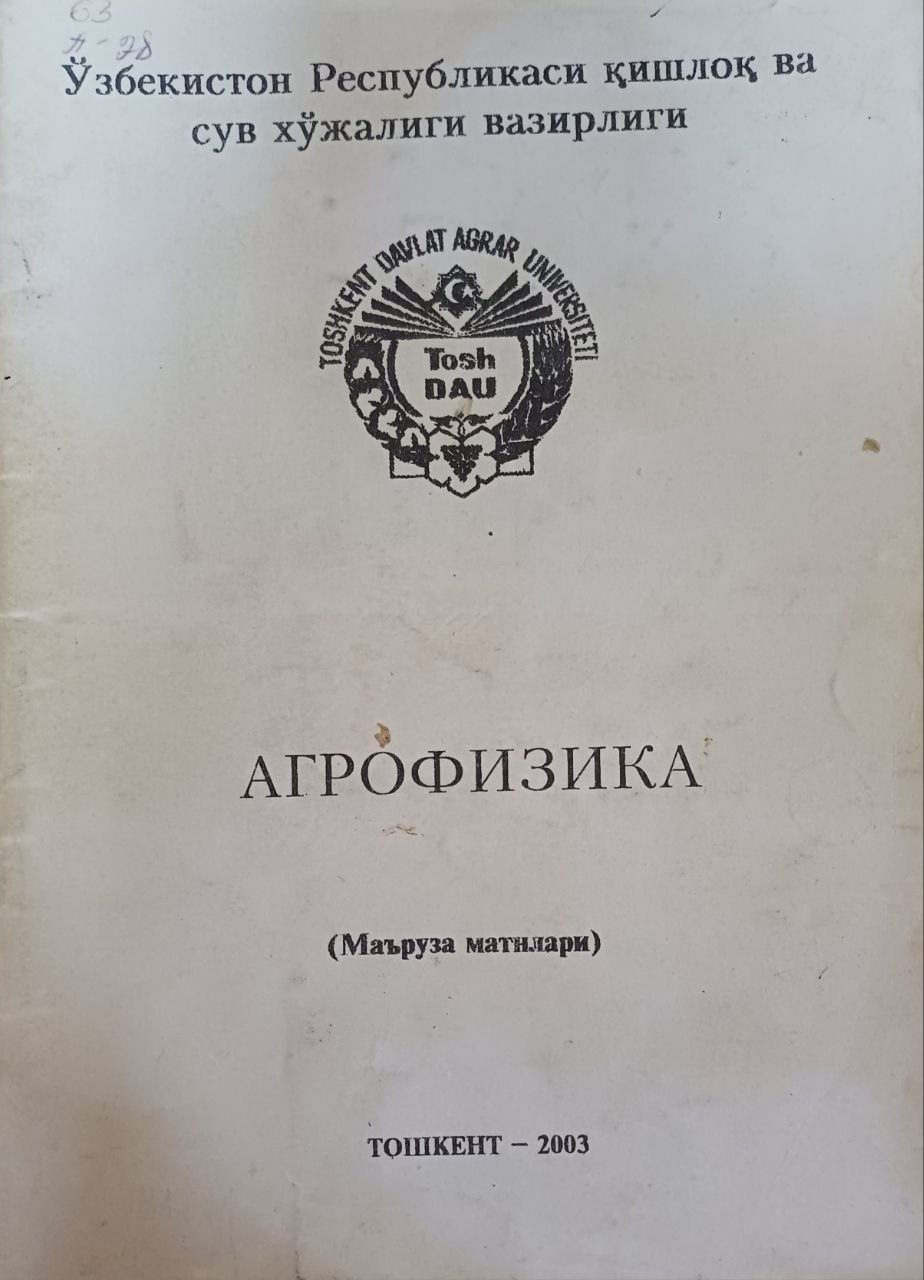 63
А-28
Ўзбекистон Республикаси қишлоқ ва
сув хўжалиги вазирлиги
TOSHKENT DAVLAT AGRAR UNIVERSITETI
Tosh
DAU
АГРОФИЗИКА
(Маъруза матнлари)
ТОШКЕНТ – 2003